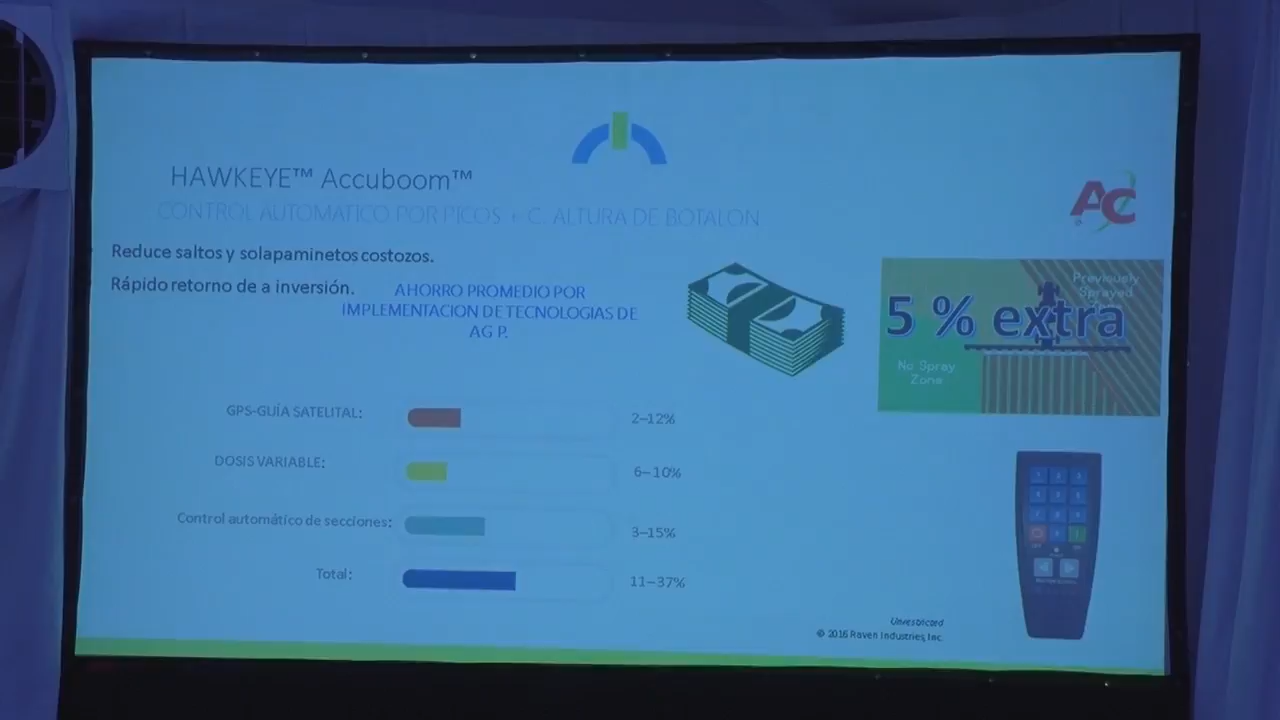 HAWKEYE™ Accuboom™
CONTROL AUTOMATICO POR PICOS + C. ALTURA DE BOTALON
Reduce saltos y solapaminetos costozos.
Rápido retorno de a inversión.
AHORRO PROMEDIO POR
IMPLEMENTACION DE TECNOLOGIAS DE
AG P.
AC
Previously
Sprayed
5 % extra
No Spray
Zone
GPS-GUÍA SATELITAL:
2–12%
DOSIS VARIABLE:
6–10%
Control automático de secciones:
3–15%
Total:
11–37%
© 2016 Raven Industries, Inc.